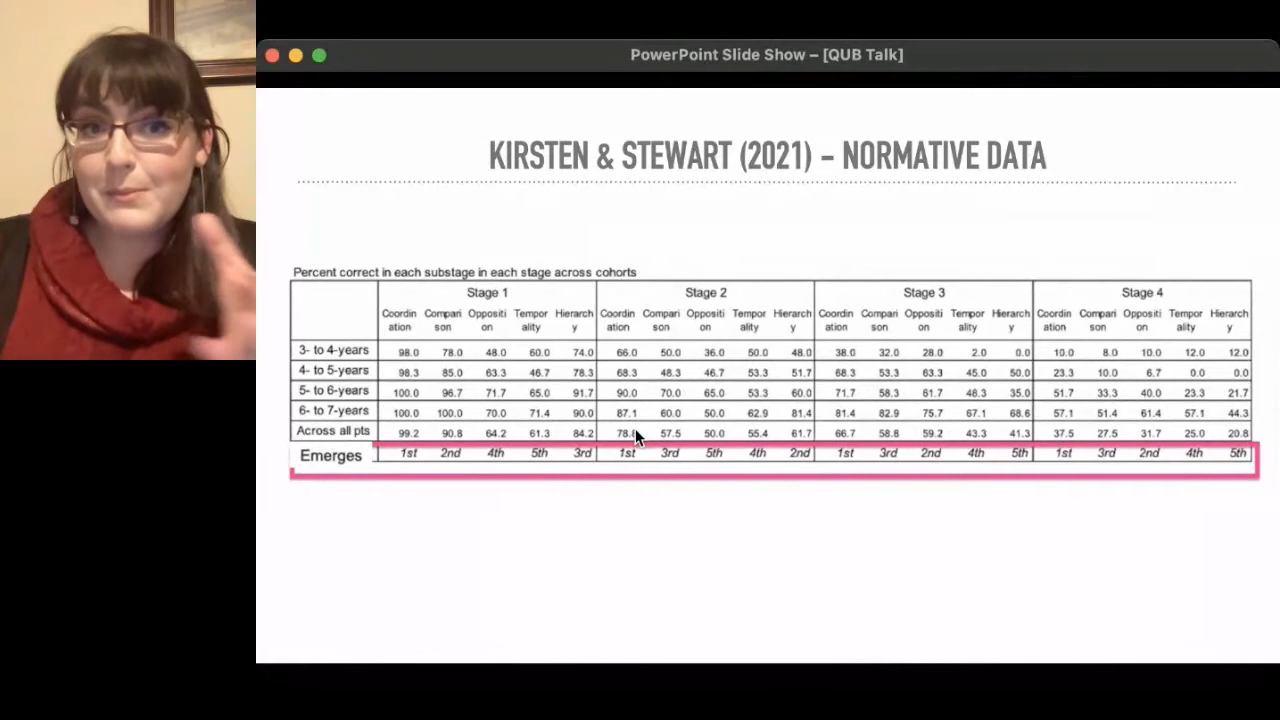 PowerPoint Slide Show – [QUB Talk]
KIRSTEN & STEWART (2021) – NORMATIVE DATA
Percent correct in each substage in each stage across cohorts
Stage 1 Stage 2 Stage 3 Stage 4
Coordin Compari Oppositi Tempor Hierarch Coordin Compari Oppositi Tempor Hierarch Coordin Compari Oppositi Tempor Hierarch Coordin Compari Oppositi Tempor Hierarch
ation son on ality y ation son on ality y ation son on ality y ation son on ality y
3- to 4-years 98.0 78.0 48.0 60.0 74.0 66.0 50.0 36.0 50.0 48.0 38.0 32.0 28.0 2.0 0.0 10.0 8.0 10.0 12.0 12.0
4- to 5-years 98.3 85.0 63.3 46.7 78.3 68.3 48.3 46.7 53.3 51.7 68.3 53.3 63.3 45.0 50.0 23.3 10.0 6.7 0.0 0.0
5- to 6-years 100.0 96.7 71.7 65.0 91.7 90.0 70.0 65.0 53.3 60.0 71.7 58.3 61.7 48.3 35.0 51.7 33.3 40.0 23.3 21.7
6- to 7-years 100.0 100.0 70.0 71.4 90.0 87.1 60.0 50.0 62.9 81.4 81.4 82.9 75.7 67.1 68.6 57.1 51.4 61.4 57.1 44.3
Across all pts 99.2 90.8 64.2 61.3 84.2 57.5 50.0 55.4 61.7 66.7 58.8 59.2 43.3 41.3 37.5 27.5 31.7 25.0 20.8
Emerges 1st 2nd 4th 5th 3rd 1st 3rd 5th 4th 2nd 1st 3rd 2nd 4th 5th 1st 3rd 2nd 4th 5th